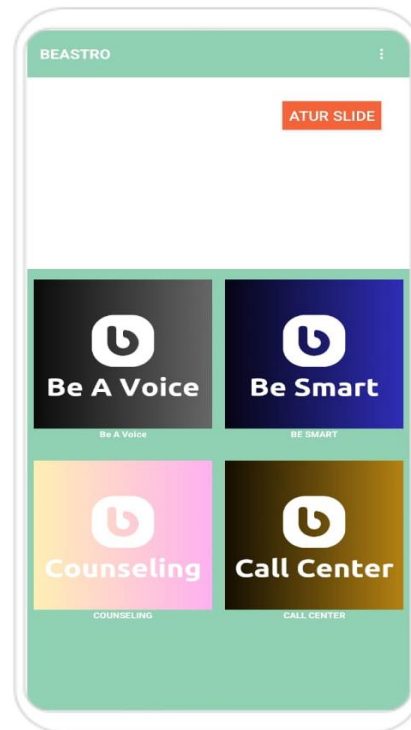 BEASTRO
ATUR SLIDE
Be A Voice
Be Smart
Be A Voice
BE SMART
Counseling
Call Center
COUNSELING
CALL CENTER